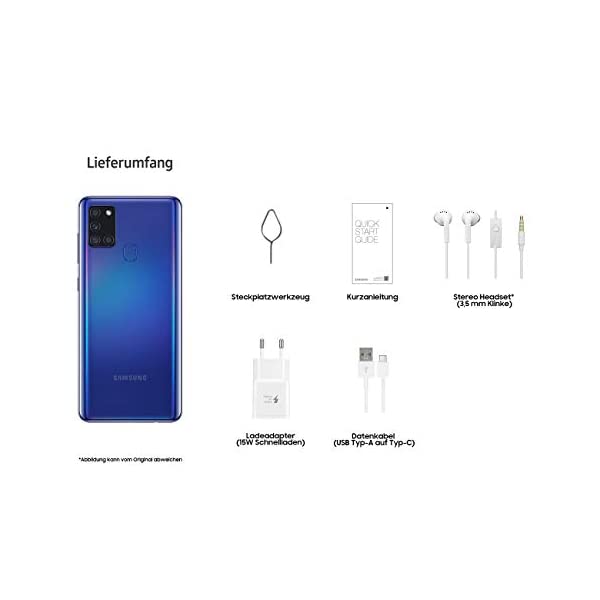 Lieferumfang
SAMSUNG
*Abbildung kann vom Original abweichen
Steckplatzwerkzeug
QUICK
START
GUIDE
SAMSUNG
Kurzanleitung
Stereo Headset*
(3,5 mm Klinke)
Ladeadapter
(15W Schnellladen)
Datenkabel
(USB Typ-A auf Typ-C)